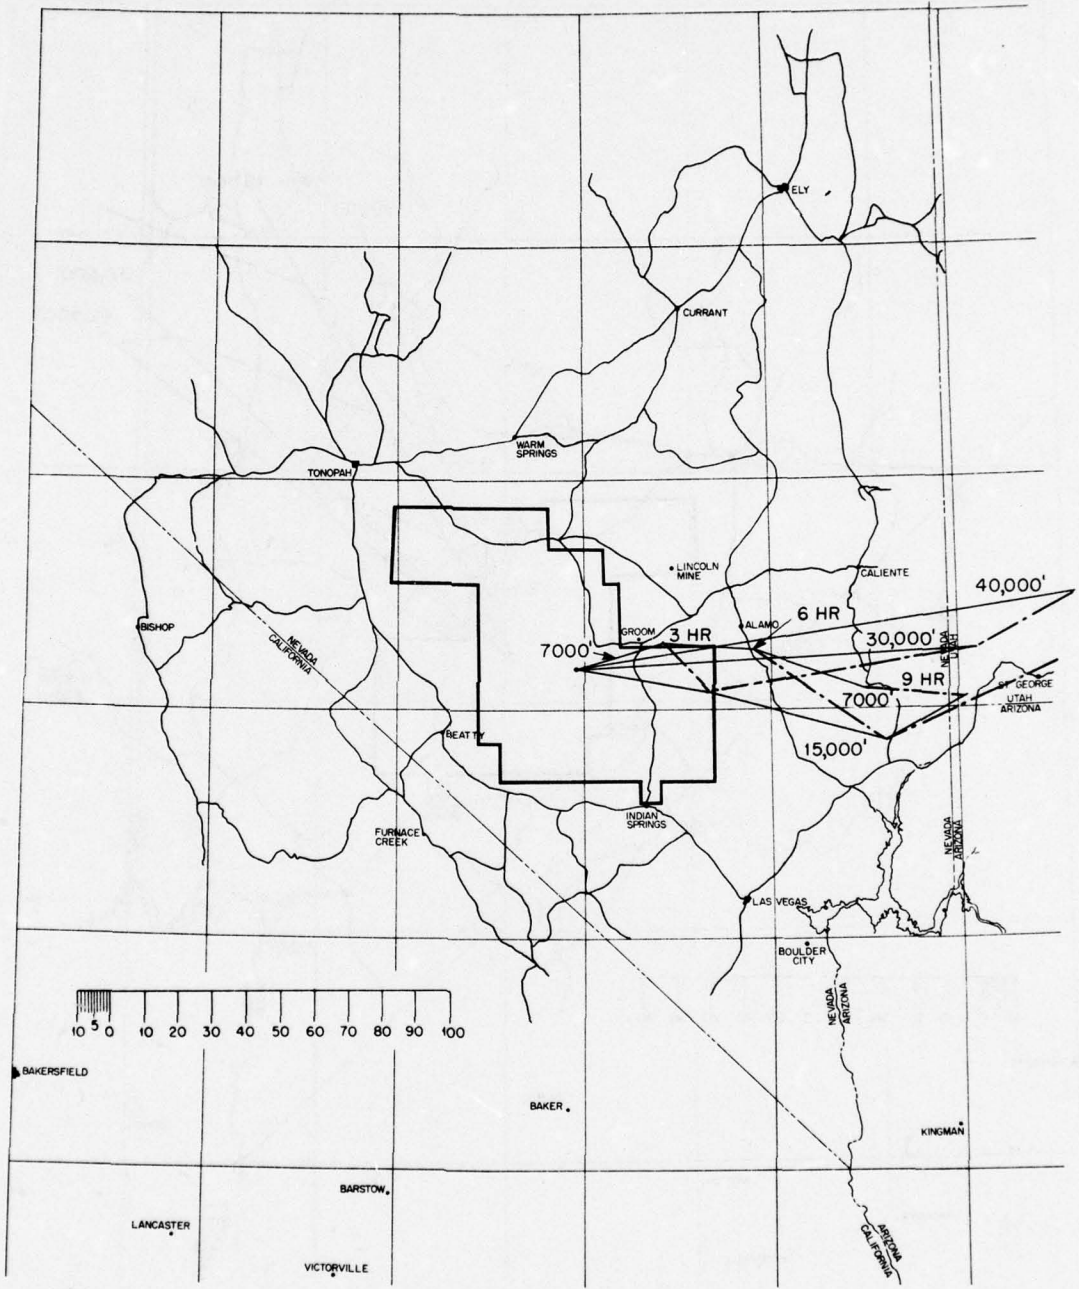 ELY
CURRANT
WARM
SPRINGS
TONOPAH
LINCOLN
MINE
CALIENTE
40,000'
BISHOP
NEVADA
CALIFORNIA
GROOM
3 HR
ALAMO
6 HR
7000'
30,000'
NEVADA
UTAH
9 HR
ST GEORGE
7000'
UTAH
ARIZONA
BEATTY
15,000'
INDIAN
SPRINGS
FURNACE
CREEK
NEVADA
ARIZONA
LAS VEGAS
BOULDER
CITY
NEVADA
ARIZONA
10 5 0 10 20 30 40 50 60 70 80 90 100
BAKERSFIELD
BAKER
KINGMAN
BARSTOW
LANCASTER
ARIZONA
CALIFORNIA
VICTORVILLE